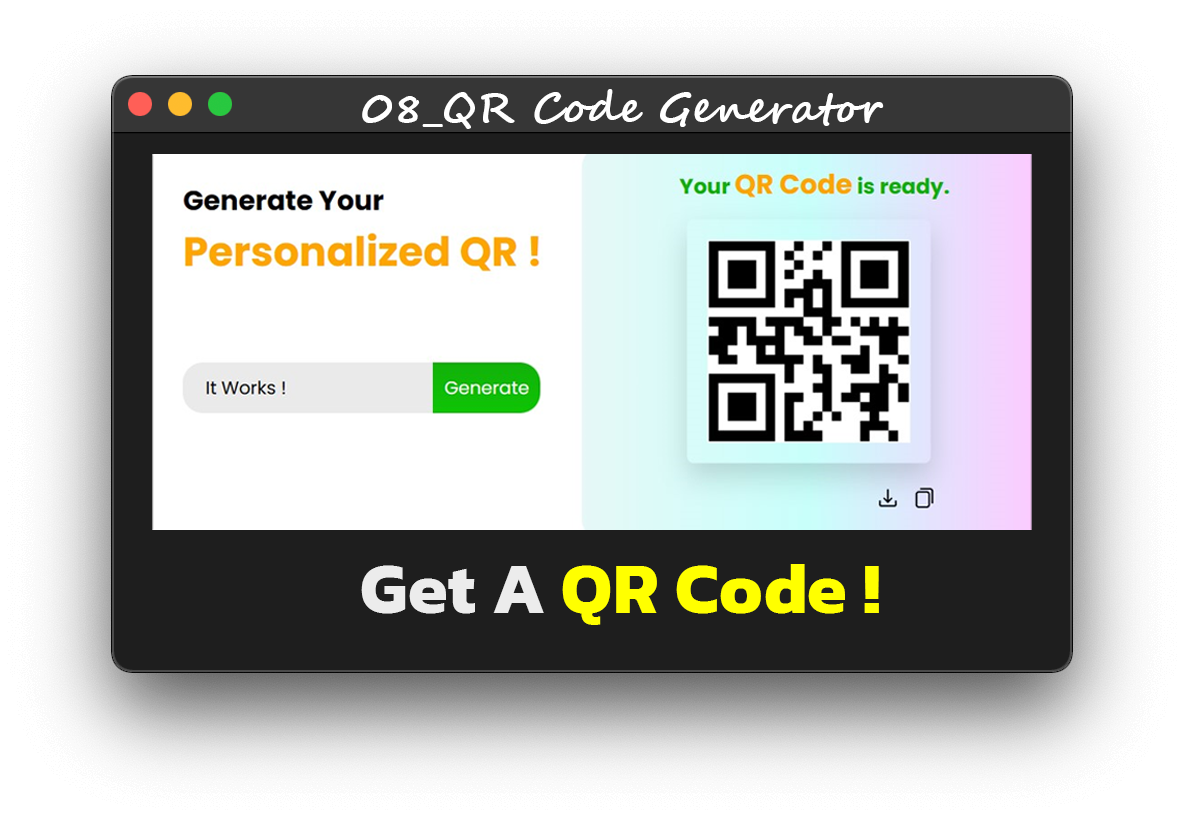 08_QR Code Generator
Generate Your
Personalized QR !
It Works !
Generate
Your QR Code is ready.
Get A QR Code !